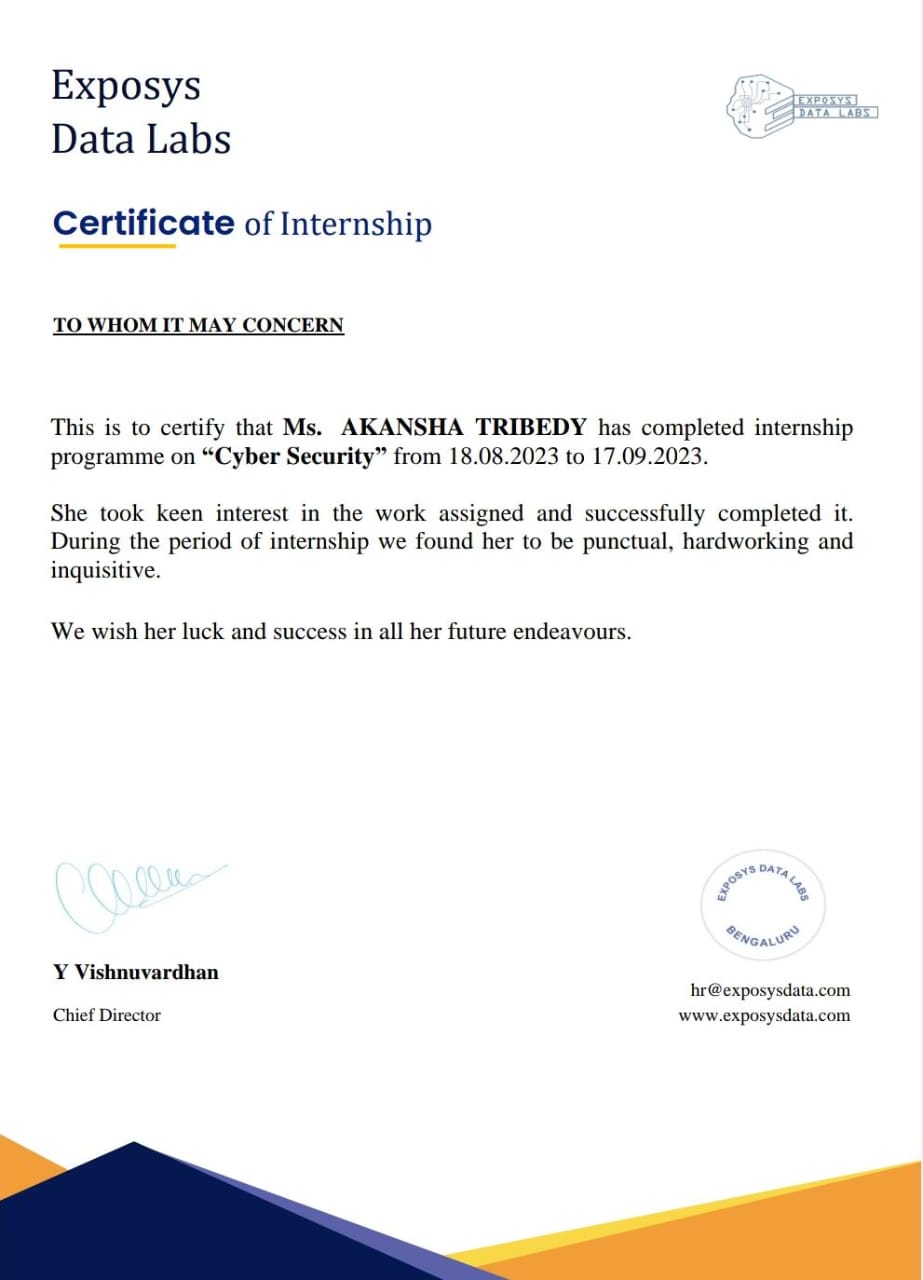 Exposys
Data Labs
EXPOSYS
DATA LABS
Certificate of Internship
TO WHOM IT MAY CONCERN
This is to certify that Ms. AKANSHA TRIBEDY has completed internship
programme on “Cyber Security” from 18.08.2023 to 17.09.2023.
She took keen interest in the work assigned and successfully completed it.
During the period of internship we found her to be punctual, hardworking and
inquisitive.
We wish her luck and success in all her future endeavours.
EXPOSYS DATA LABS
BENGALURU
Y Vishnuvardhan
Chief Director
hr@exposysdata.com
www.exposysdata.com